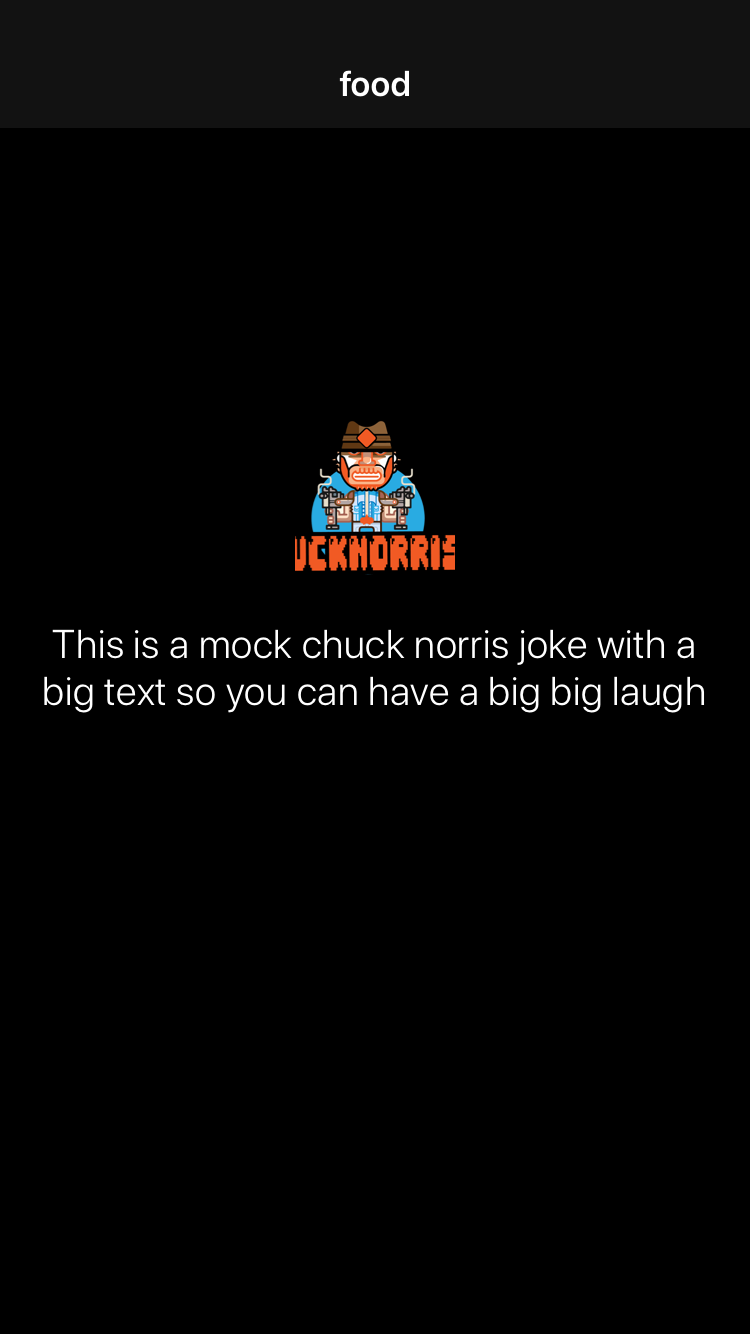 food
UCKNORRIS
This is a mock chuck norris joke with a
big text so you can have a big big laugh